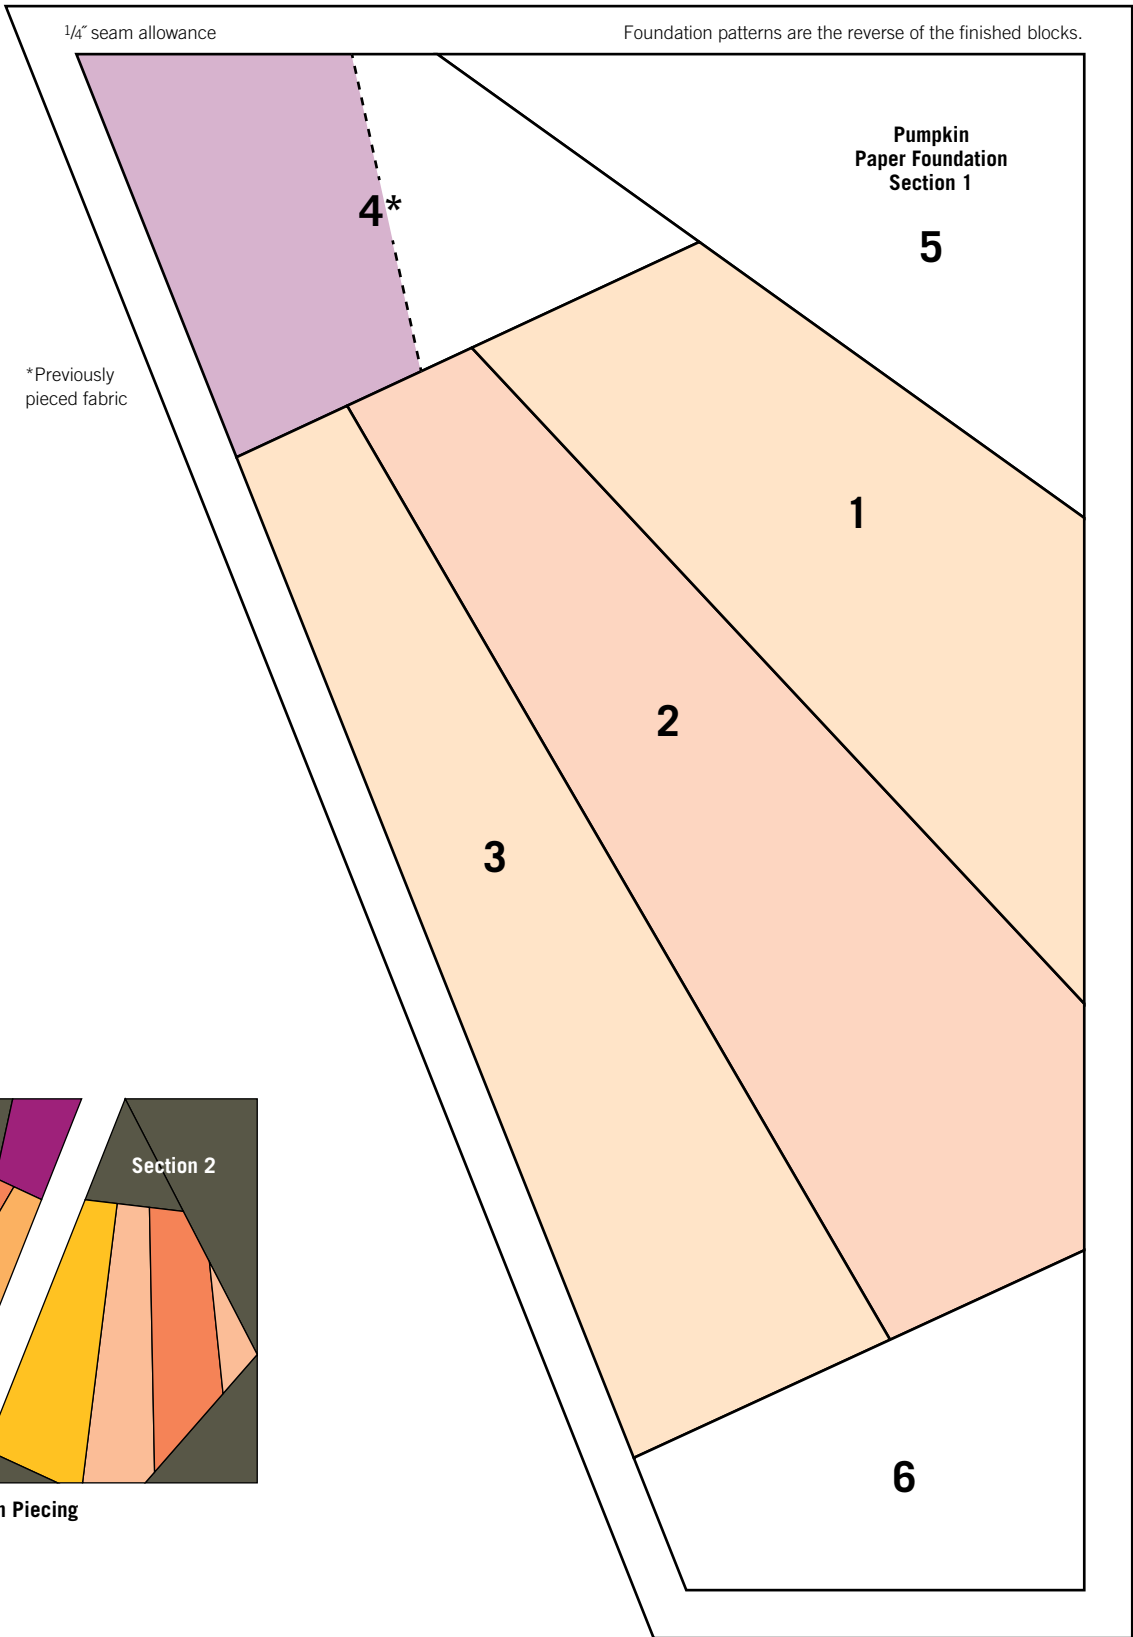 1/4˝ seam allowance
Foundation patterns are the reverse of the finished blocks.
Pumpkin
Paper Foundation
Section 1
5
4*
*Previously
pieced fabric
1
2
3
Section 2
6
n Piecing